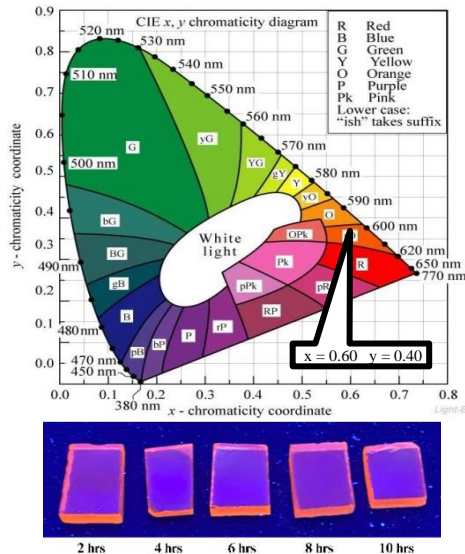 CIE x, y chromaticity diagram
R Red
B Blue
G Green
Y Yellow
O Orange
P Purple
Pk Pink
Lower case:
“ish” takes suffix
y - chromaticity coordinate
0.9
0.8
0.7
0.6
0.5
0.4
0.3
0.2
0.1
0.0
520
530 nm
540 nm
510 nm
550 nm
560 nm
570 nm
580 nm
590 nm
600 nm
620 nm
650 nm
770 nm
500 nm
490 nm
480 nm
470 nm
450 nm
380 nm
G
yG
YG
gY
Y
yO
O
OPk
R
bG
BG
gB
B
pB
bP
P
rP
RP
pPk
Pk
pR
White
light
x = 0.60 y = 0.40
0.0 0.1 0.2 0.3 0.4 0.5 0.6 0.7 0.8
x - chromaticity coordinate
2 hrs 4 hrs 6 hrs 8 hrs 10 hrs